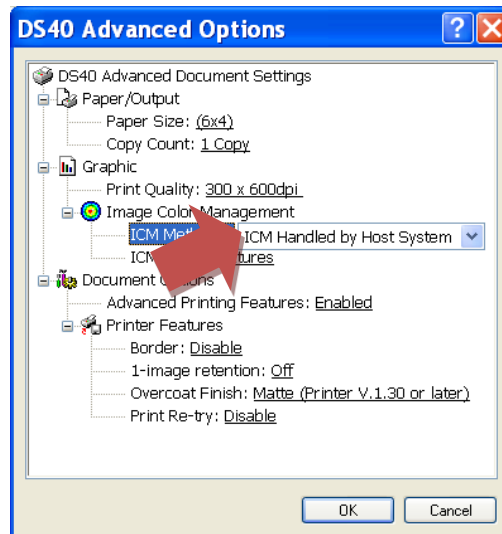 DS40 Advanced Options
DS40 Advanced Document Settings
Paper/Output
Paper Size: (6x4)
Copy Count: 1 Copy
Graphic
Print Quality: 300 x 600dpi
Image Color Management
ICM ICM Handled by Host System
ICM
Document
Advanced Printing Features: Enabled
Printer Features
Border: Disable
1-image retention: Off
Overcoat Finish: Matte (Printer V.1.30 or later)
Print Re-try: Disable
OK Cancel